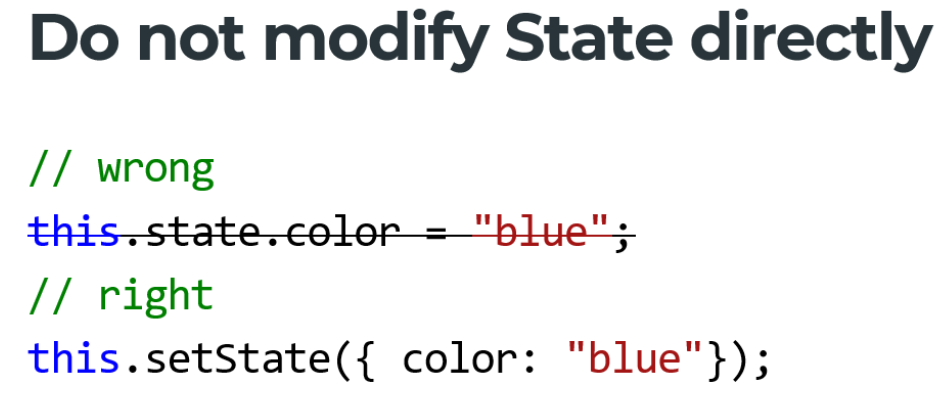 Do not modify State directly
// wrong
this.state.color = "blue";
// right
this.setState({ color: "blue"});